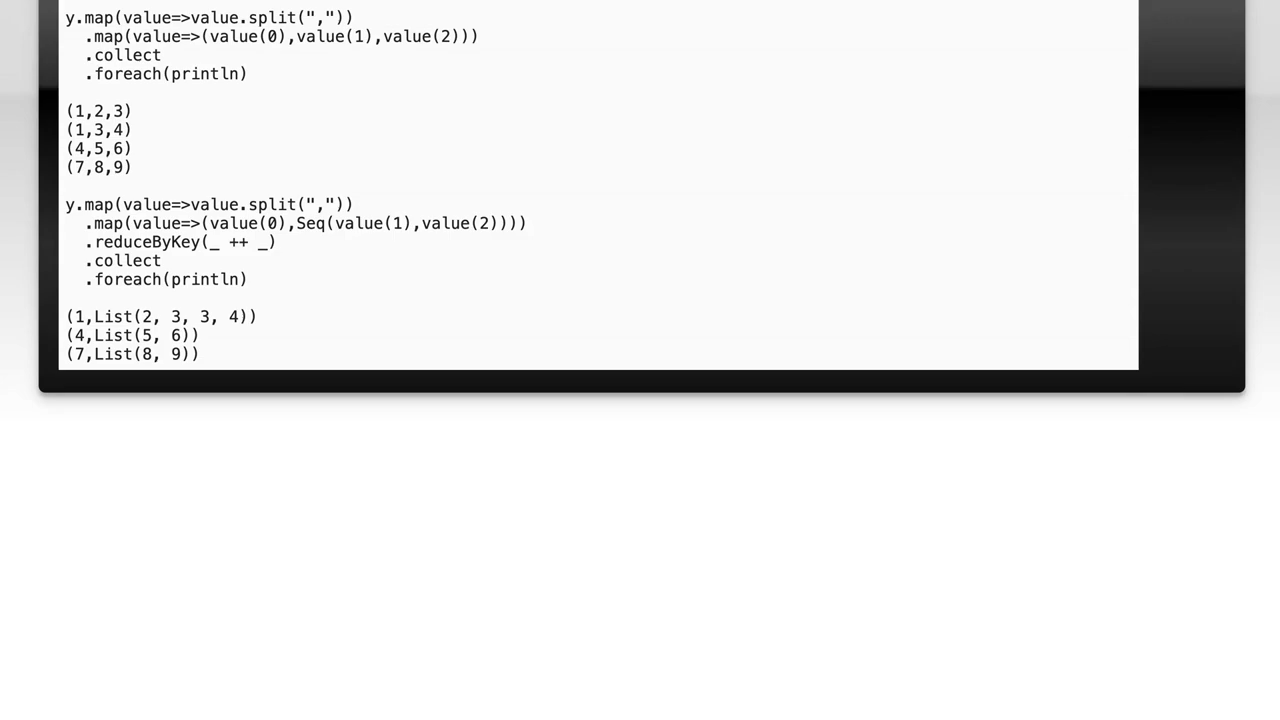 y.map(value=>value.split(","))
  .map(value=>(value(0),value(1),value(2)))
  .collect
  .foreach(println)

(1,2,3)
(1,3,4)
(4,5,6)
(7,8,9)

y.map(value=>value.split(","))
  .map(value=>(value(0),Seq(value(1),value(2))))
  .reduceByKey(_ ++ _)
  .collect
  .foreach(println)

(1,List(2, 3, 3, 4))
(4,List(5, 6))
(7,List(8, 9))